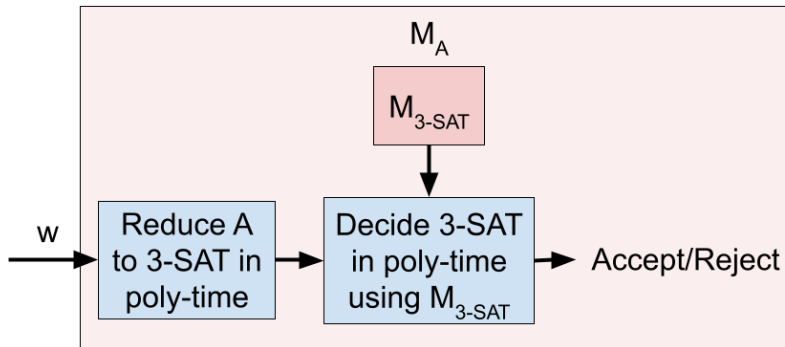 M_A
M_3-SAT
w
Reduce A
to 3-SAT in
poly-time
Decide 3-SAT
in poly-time
using M_3-SAT
Accept/Reject